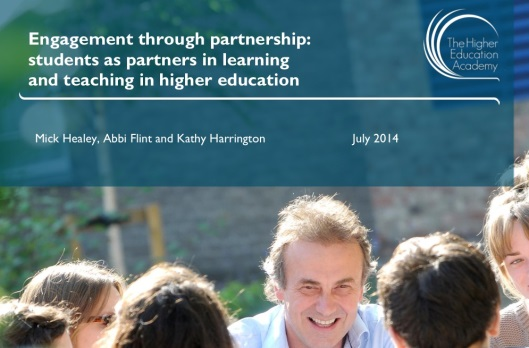 Engagement through partnership:
students as partners in learning
and teaching in higher education
The Higher
Education
Academy
Mick Healey, Abbi Flint and Kathy Harrington
July 2014